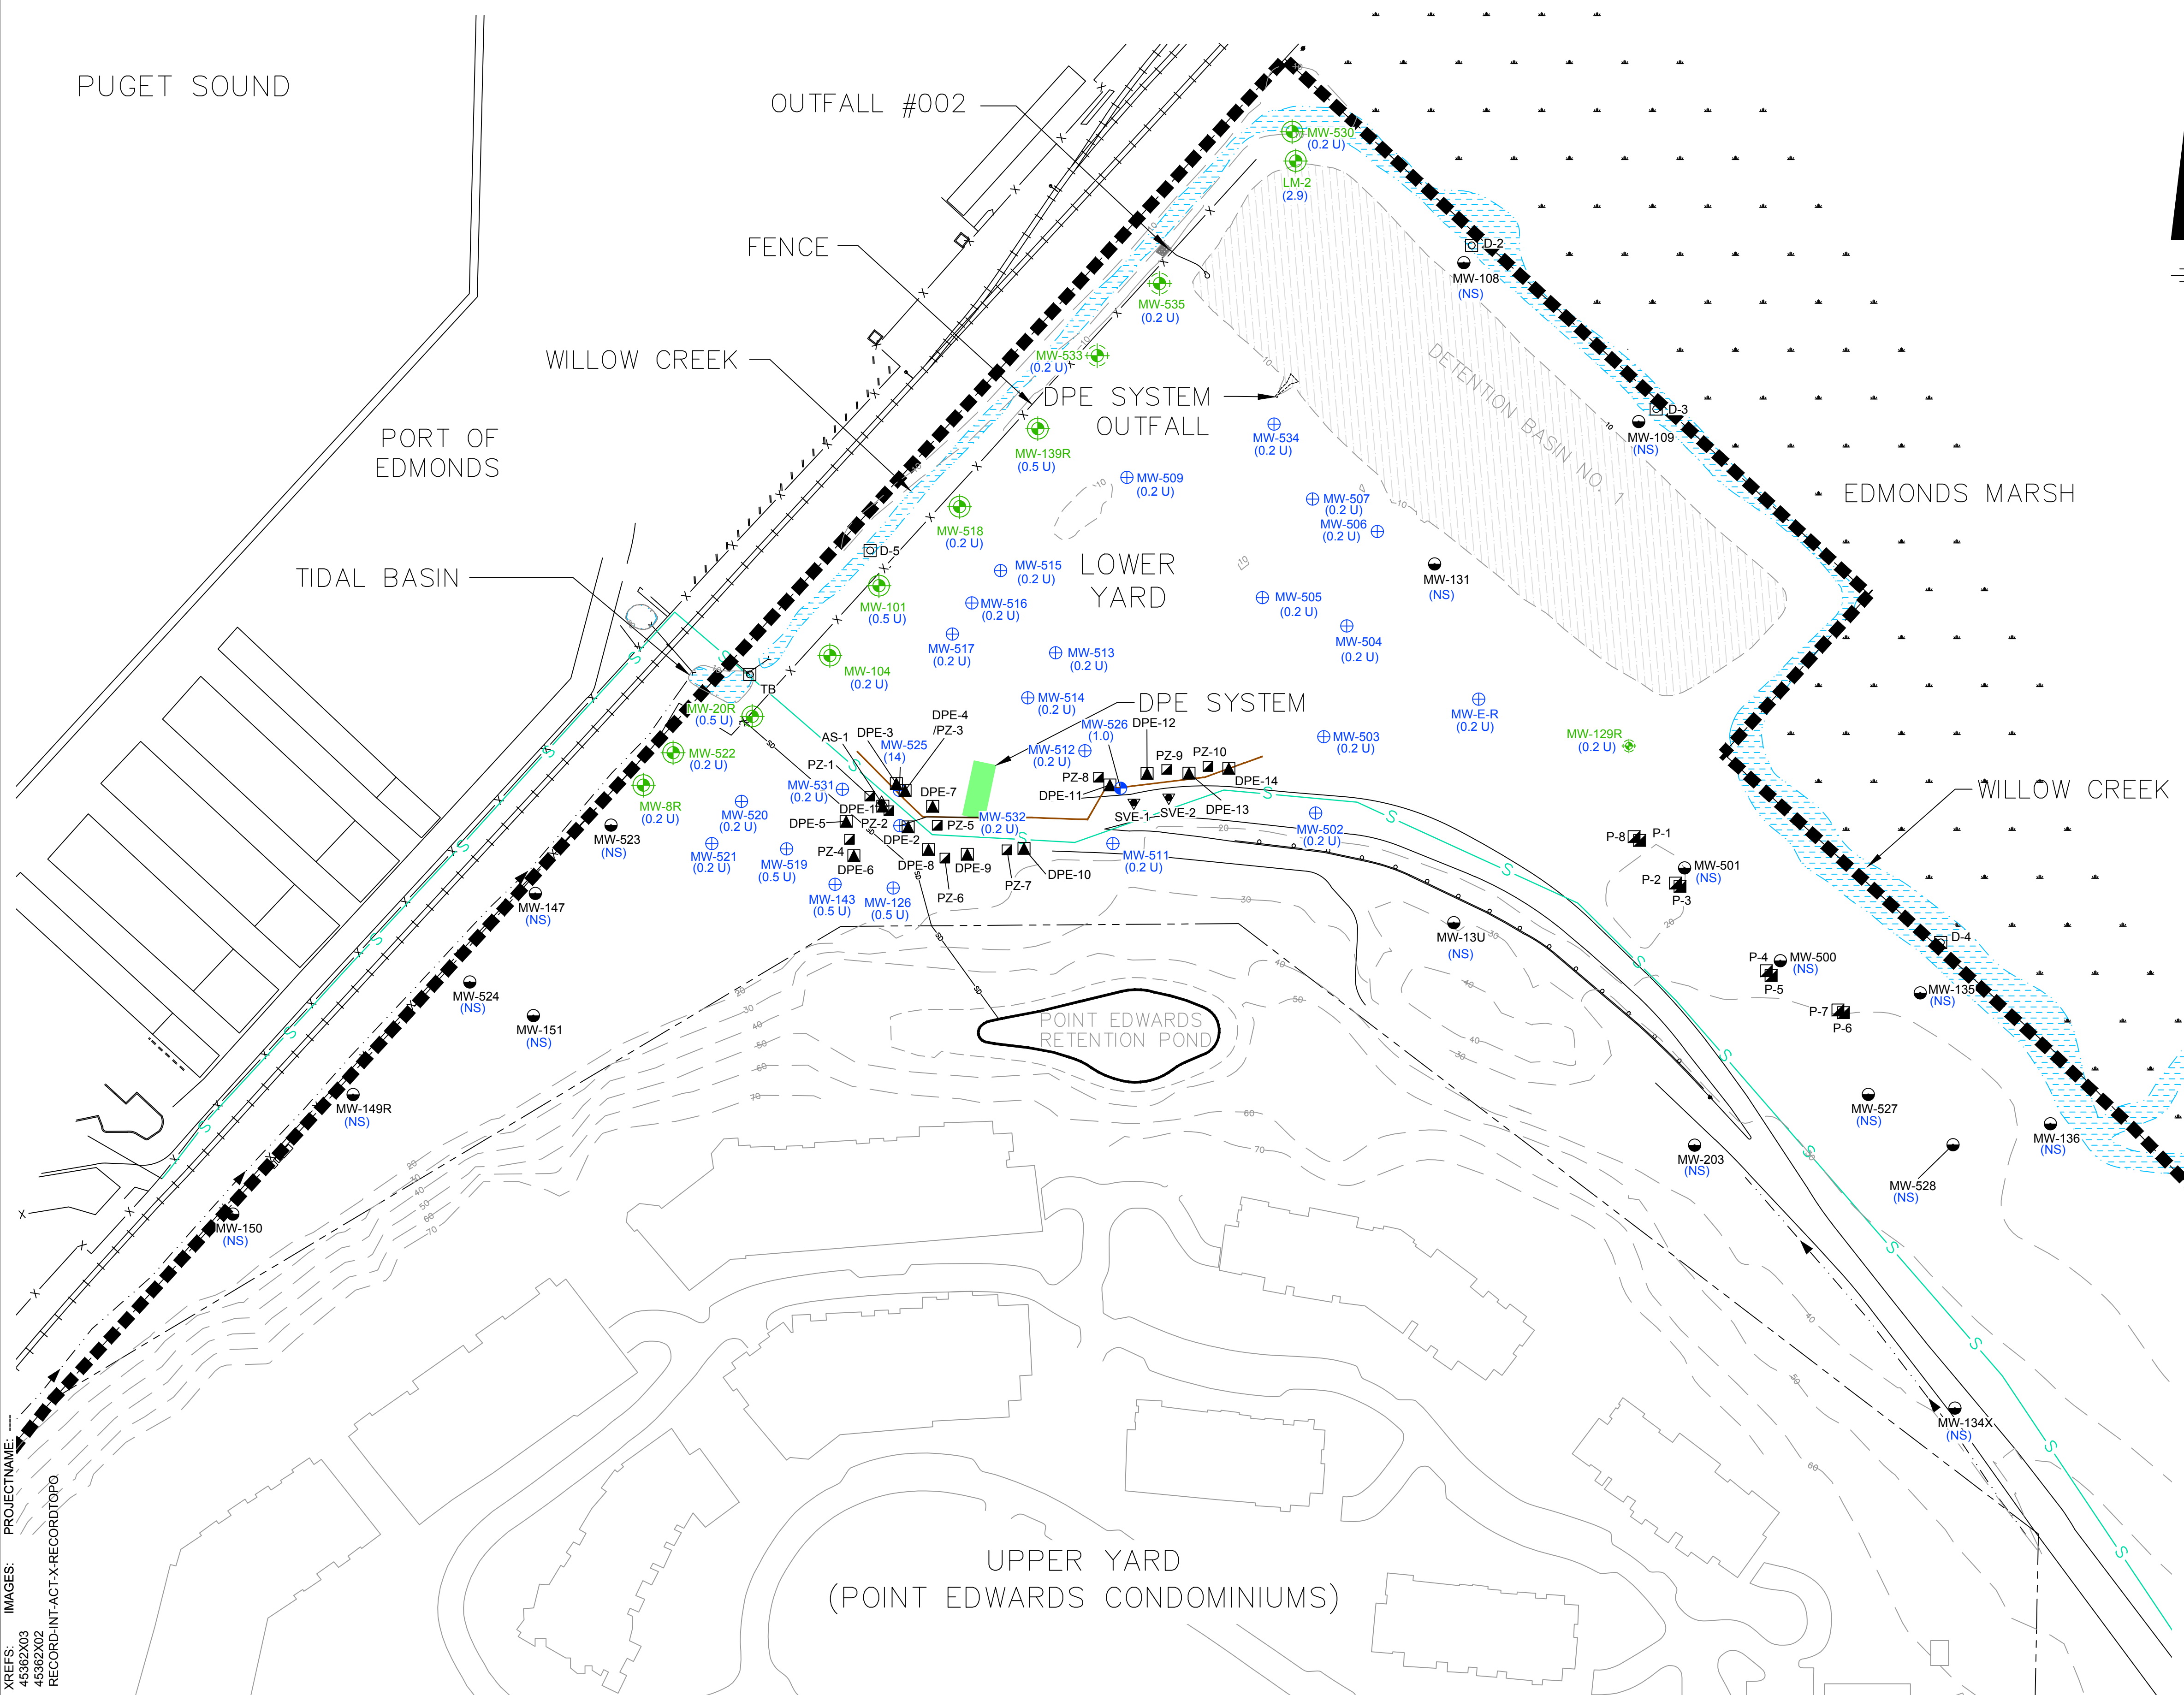 PUGET SOUND
OUTFALL #002
MW-530
(0.2 U)
LM-2
(2.9)
FENCE
D-2
MW-108
(NS)
MW-535
(0.2 U)
WILLOW CREEK
MW-533
(0.2 U)
DPE SYSTEM
OUTFALL
DETENTION BASIN NO. 1
D-3
MW-109
(NS)
PORT OF
EDMONDS
MW-139R
(0.5 U)
MW-534
(0.2 U)
MW-509
(0.2 U)
MW-507
(0.2 U)
MW-506
(0.2 U)
EDMONDS MARSH
MW-518
(0.2 U)
D-5
TIDAL BASIN
MW-515
(0.2 U)
LOWER
YARD
MW-131
(NS)
MW-101
(0.5 U)
MW-516
(0.2 U)
MW-505
(0.2 U)
MW-517
(0.2 U)
MW-513
(0.2 U)
MW-504
(0.2 U)
MW-104
(0.2 U)
TB
MW-514
(0.2 U)
DPE SYSTEM
MW-20R
(0.5 U)
MW-E-R
(0.2 U)
DPE-4
/PZ-3
MW-526
(1.0)
DPE-12
AS-1
DPE-3
MW-525
(14)
MW-512
(0.2 U)
MW-503
(0.2 U)
MW-129R
(0.2 U)
MW-522
(0.2 U)
PZ-1
PZ-9
PZ-10
PZ-8
DPE-14
MW-531
(0.2 U)
DPE-7
DPE-11
WILLOW CREEK
MW-8R
(0.2 U)
MW-520
(0.2 U)
DPE-1
DPE-13
SVE-1
SVE-2
DPE-5
PZ-2
PZ-5
MW-532
(0.2 U)
MW-502
(0.2 U)
MW-523
(NS)
MW-521
(0.2 U)
MW-519
(0.5 U)
PZ-4
DPE-2
DPE-6
DPE-8
DPE-9
DPE-10
PZ-7
PZ-6
MW-511
(0.2 U)
P-8
P-1
MW-501
(NS)
P-2
P-3
MW-147
(NS)
MW-143
(0.5 U)
MW-126
(0.5 U)
MW-13U
(NS)
D-4
P-4
MW-500
(NS)
P-5
MW-524
(NS)
MW-135
(NS)
MW-151
(NS)
POINT EDWARDS
RETENTION POND
P-7
P-6
MW-149R
(NS)
MW-527
(NS)
MW-136
(NS)
MW-203
(NS)
MW-528
(NS)
MW-150
(NS)
MW-134X
(NS)
UPPER YARD
(POINT EDWARDS CONDOMINIUMS)
XREFS:
IMAGES:
PROJECTNAME: ----
45362X03
45362X02
RECORD-INT-ACT-X-RECORDTOPO